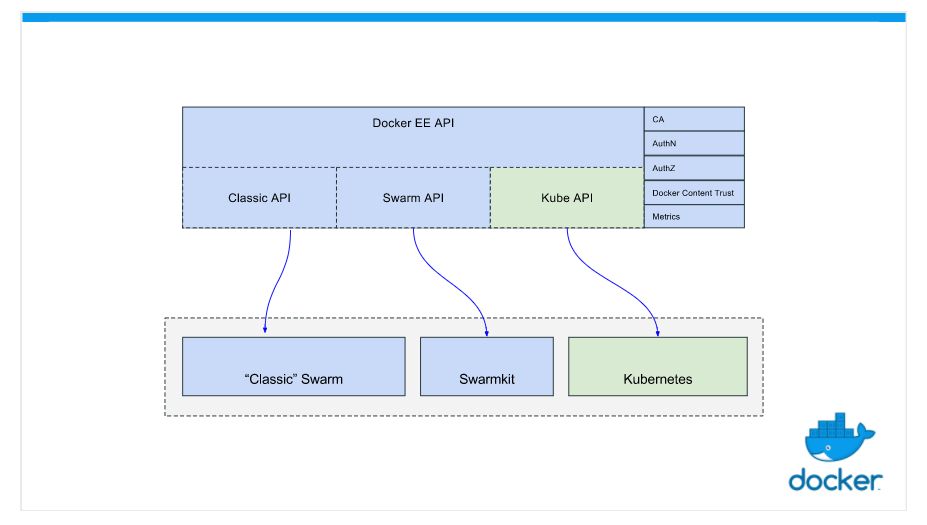 Docker EE API
CA
AuthN
AuthZ
Docker Content Trust
Metrics
Classic API
Swarm API
Kube API
“Classic” Swarm
Swarmkit
Kubernetes
docker